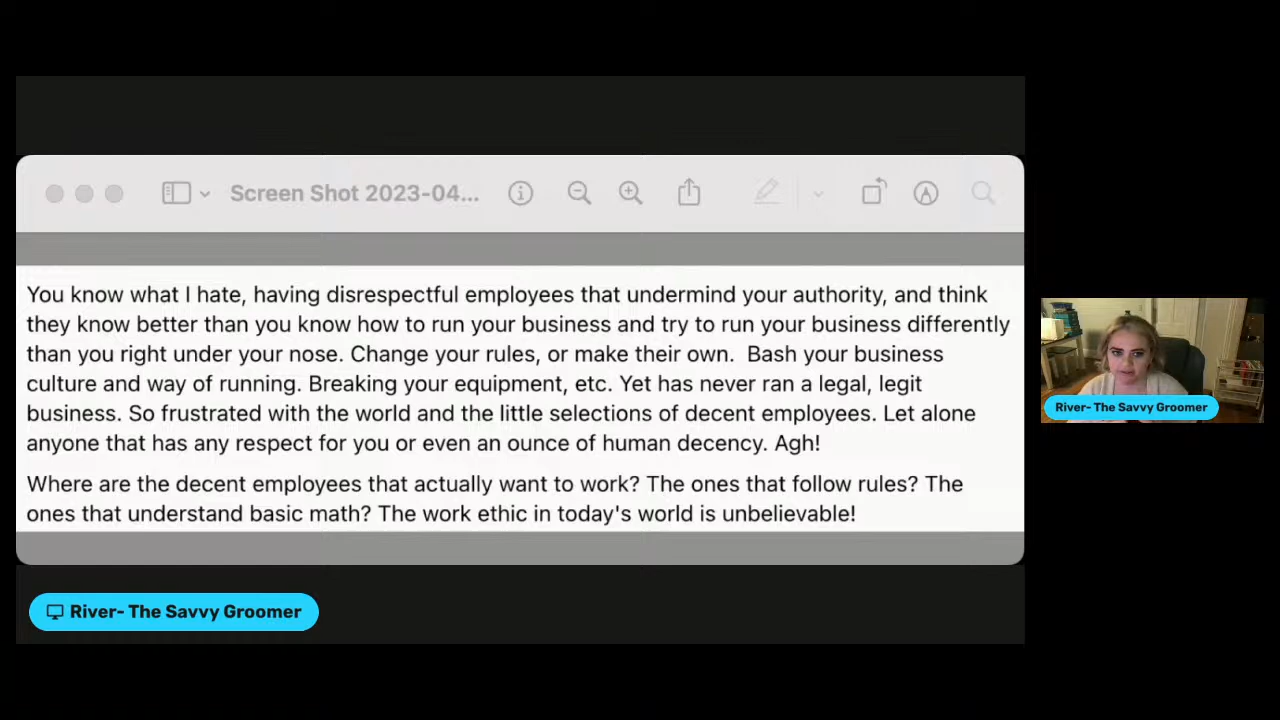 Screen Shot 2023-04...
You know what I hate, having disrespectful employees that undermind your authority, and think
they know better than you know how to run your business and try to run your business differently
than you right under your nose. Change your rules, or make their own.  Bash your business
culture and way of running. Breaking your equipment, etc. Yet has never ran a legal, legit
business. So frustrated with the world and the little selections of decent employees. Let alone
anyone that has any respect for you or even an ounce of human decency. Agh!
Where are the decent employees that actually want to work? The ones that follow rules? The
ones that understand basic math? The work ethic in today's world is unbelievable!
River- The Savvy Groomer
River- The Savvy Groomer